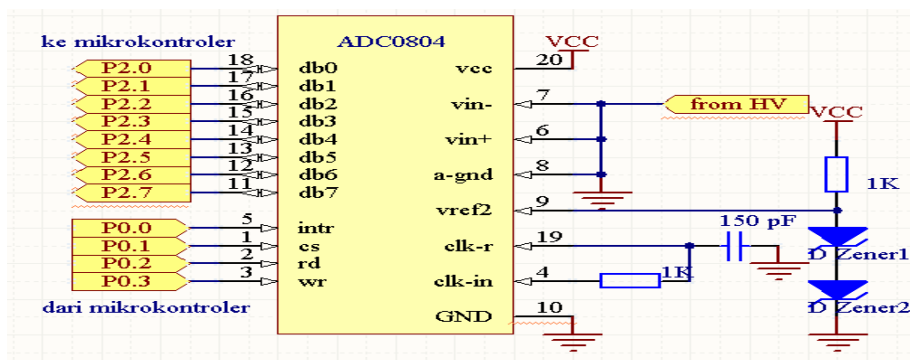 ke mikrokontroler
ADC0804
VCC
P2.0 18 db0 vcc 20
P2.1 17 db1
P2.2 16 db2 vin- 7 from HV
P2.3 15 db3 VCC
P2.4 14 db4 vin+ 6
P2.5 13 db5
P2.6 12 db6 a-gnd 8
P2.7 11 db7 1K
vref2 9
P0.0 5 intr 150 pF
P0.1 1 cs clk-r 19 D Zener1
P0.2 2 rd
P0.3 3 wr clk-in 4 1K
dari mikrokontroler D Zener2
GND 10